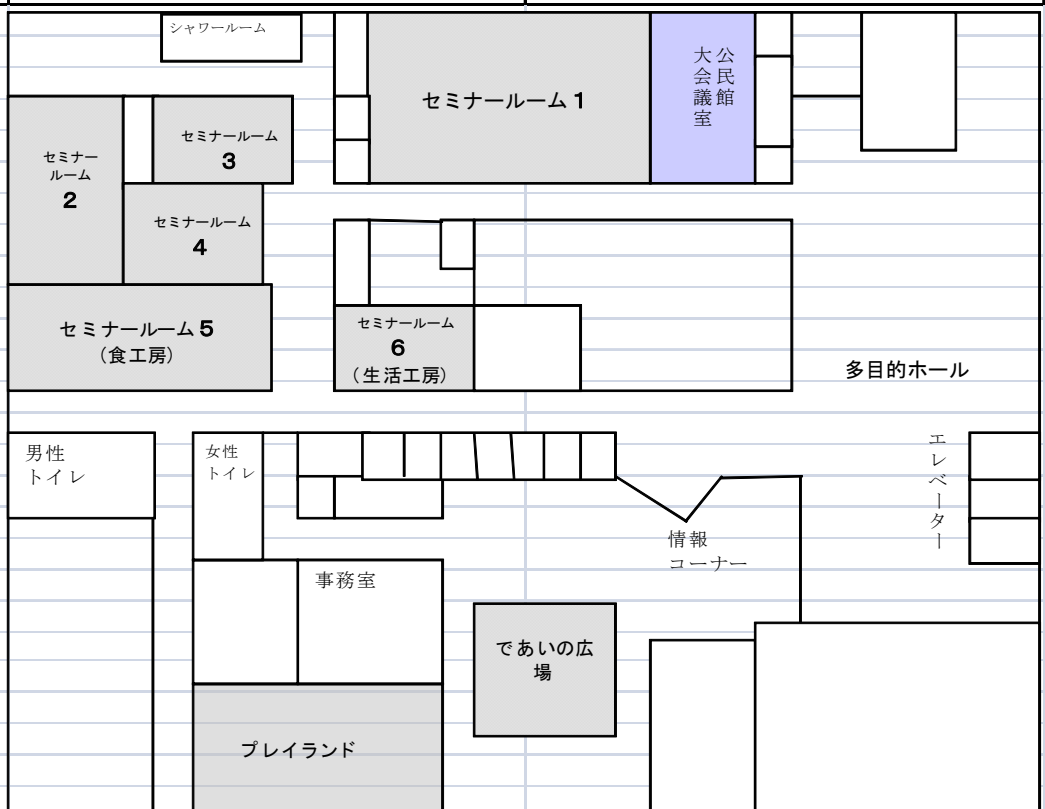 シャワールーム
セミナールーム 1
公民館
大会議室
セミナー
ルーム
2
セミナールーム
3
セミナールーム
4
セミナールーム 5
(食工房)
セミナールーム
6
(生活工房)
多目的ホール
男性
トイレ
女性
トイレ
エレベーター
情報
コーナー
事務室
であいの広
場
プレイランド